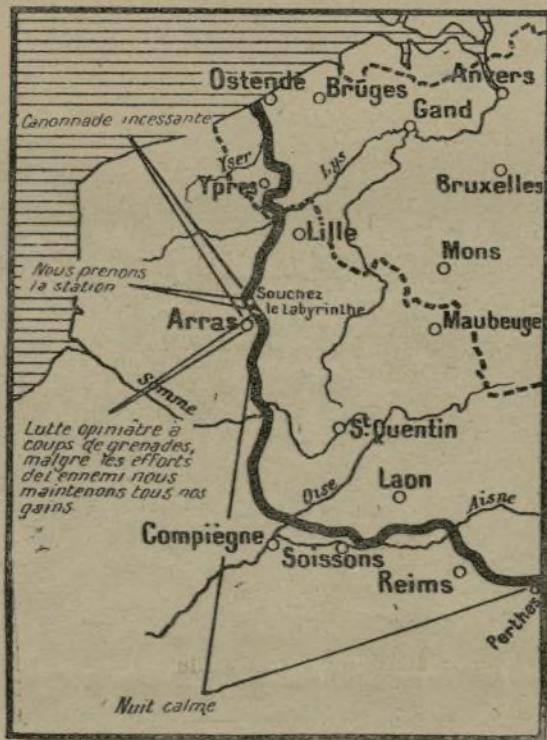 Ostende
Bruges
Anvers
Gand
Canonnade incessante
Yser
Lys
Ypres
Bruxelles
Lille
Mons
Nous prenons
la station
Souchez
le Labyrinthe
Arras
Maubeuge
Somme
Lutte opiniâtre à
coups de grenades,
malgre les efforts
de l'ennemi nous
maintenons tous nos
gains
St Quentin
Oise
Laon
Aisne
Compiègne
Soissons
Reims
Perthes
Nuit calme